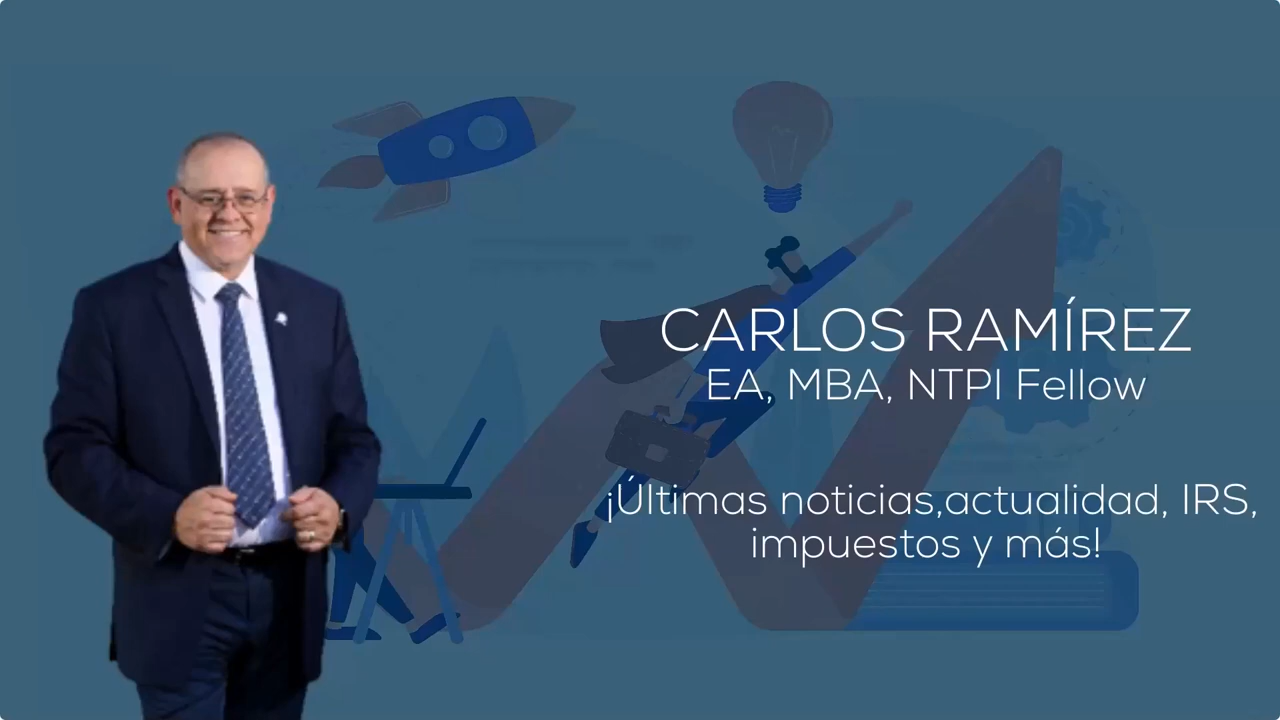 CARLOS RAMÍREZ
EA, MBA, NTPI Fellow
¡Últimas noticias,actualidad, IRS,
impuestos y más!